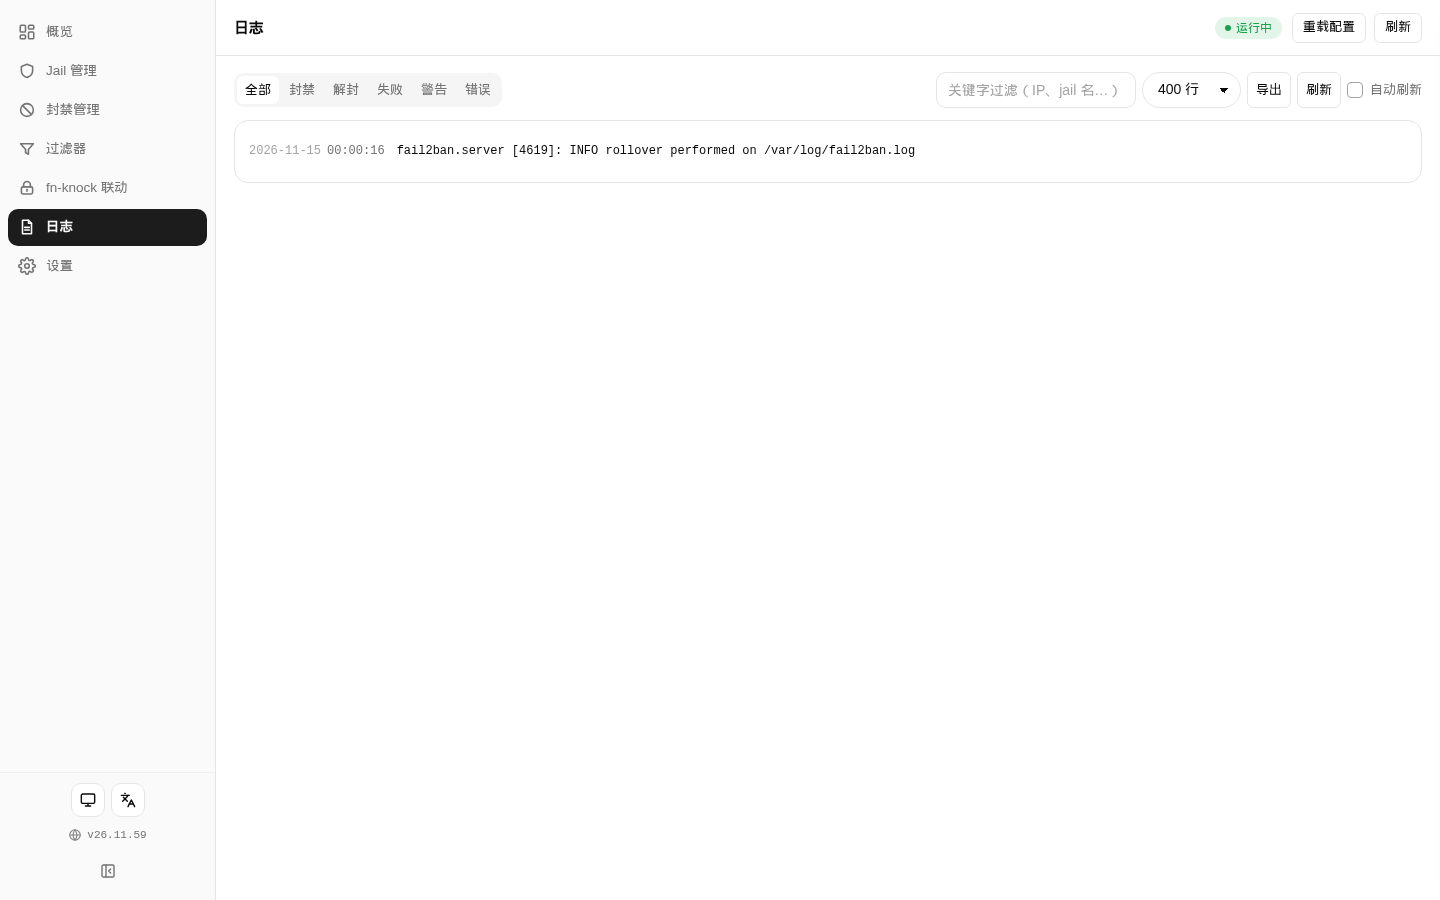 概览
Jail 管理
封禁管理
过滤器
fn-knock 联动
日志
设置
v26.11.59
日志
运行中
重载配置
刷新
全部 封禁 解封 失败 警告 错误
关键字过滤（IP、jail 名…）
400 行
导出
刷新
自动刷新
2026-11-15 00:00:16 fail2ban.server [4619]: INFO rollover performed on /var/log/fail2ban.log